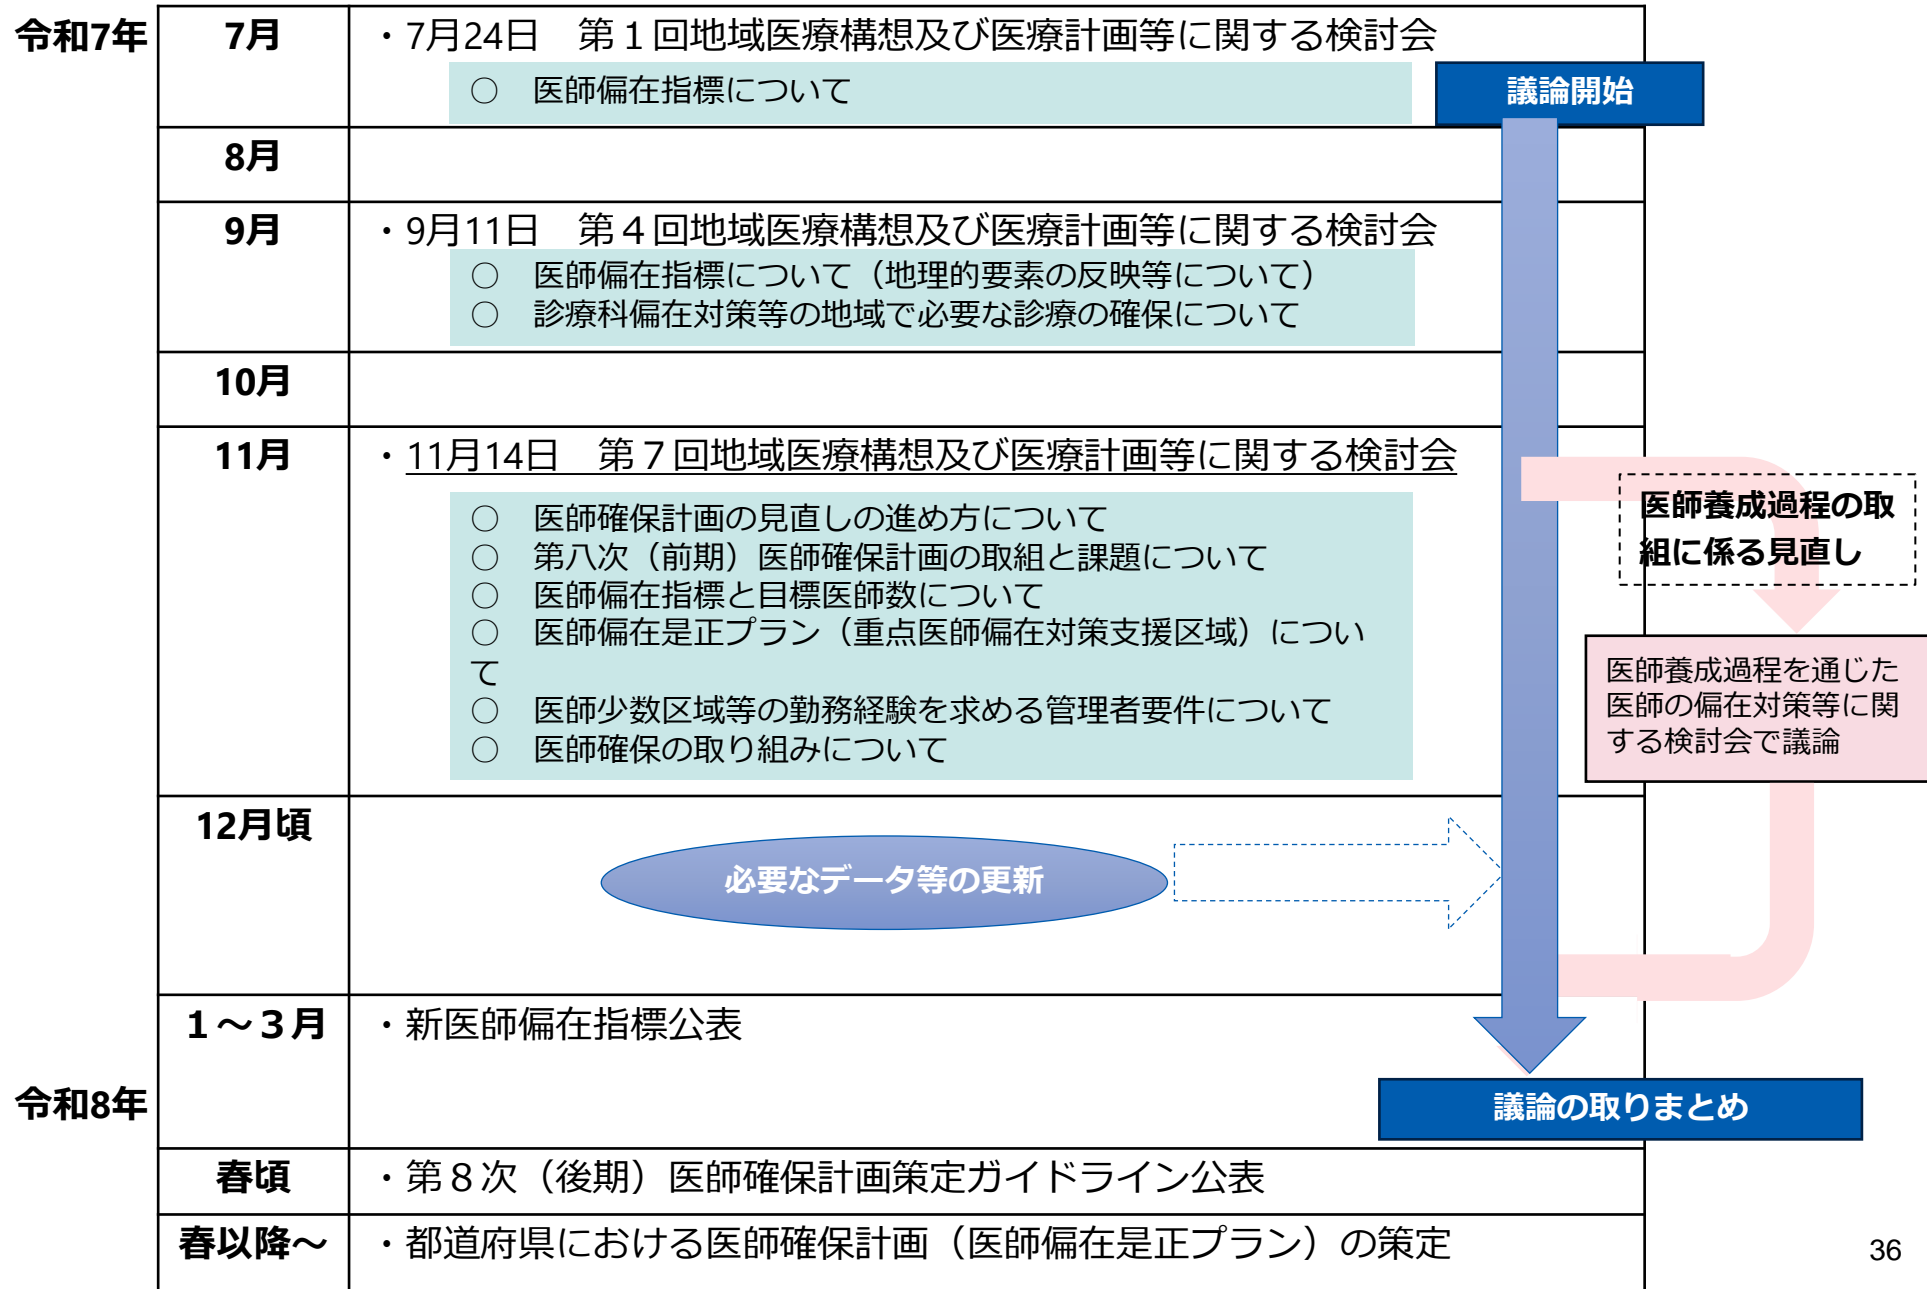 令和7年
7月
・7月24日　第１回地域医療構想及び医療計画等に関する検討会
○　医師偏在指標について
議論開始
8月
9月
・9月11日　第４回地域医療構想及び医療計画等に関する検討会
○　医師偏在指標について（地理的要素の反映等について）
○　診療科偏在対策等の地域で必要な診療の確保について
10月
11月
・11月14日　第７回地域医療構想及び医療計画等に関する検討会
○　医師確保計画の見直しの進め方について
○　第八次（前期）医師確保計画の取組と課題について
○　医師偏在指標と目標医師数について
○　医師偏在是正プラン（重点医師偏在対策支援区域）につい
て
○　医師少数区域等の勤務経験を求める管理者要件について
○　医師確保の取り組みについて
医師養成過程の取
組に係る見直し
医師養成過程を通じた
医師の偏在対策等に関
する検討会で議論
12月頃
必要なデータ等の更新
令和8年
１～３月
・新医師偏在指標公表
議論の取りまとめ
春頃
・第８次（後期）医師確保計画策定ガイドライン公表
春以降～
・都道府県における医師確保計画（医師偏在是正プラン）の策定
36